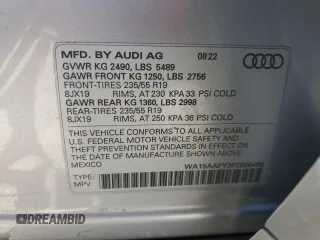 MFD. BY AUDI AG 08 22
GVWR KG 2490, LBS 5489
GAWR FRONT KG 1250, LBS 2756
FRONT-TIRES 235/55 R19
8JX19 RIMS, AT 230 KPA 33 PSI COLD
GAWR REAR KG 1360, LBS 2998
REAR-TIRES 235/55 R19
8JX19 RIMS, AT 250 KPA 36 PSI COLD
THIS VEHICLE CONFORMS TO ALL APPLICABLE
U.S. FEDERAL MOTOR VEHICLE SAFETY AND
THEFT PREVENTION STANDARDS IN EFFECT ON
THE DATE OF MANUFACTURE SHOWN ABOVE.
MEXICO
TYPE:
MPV